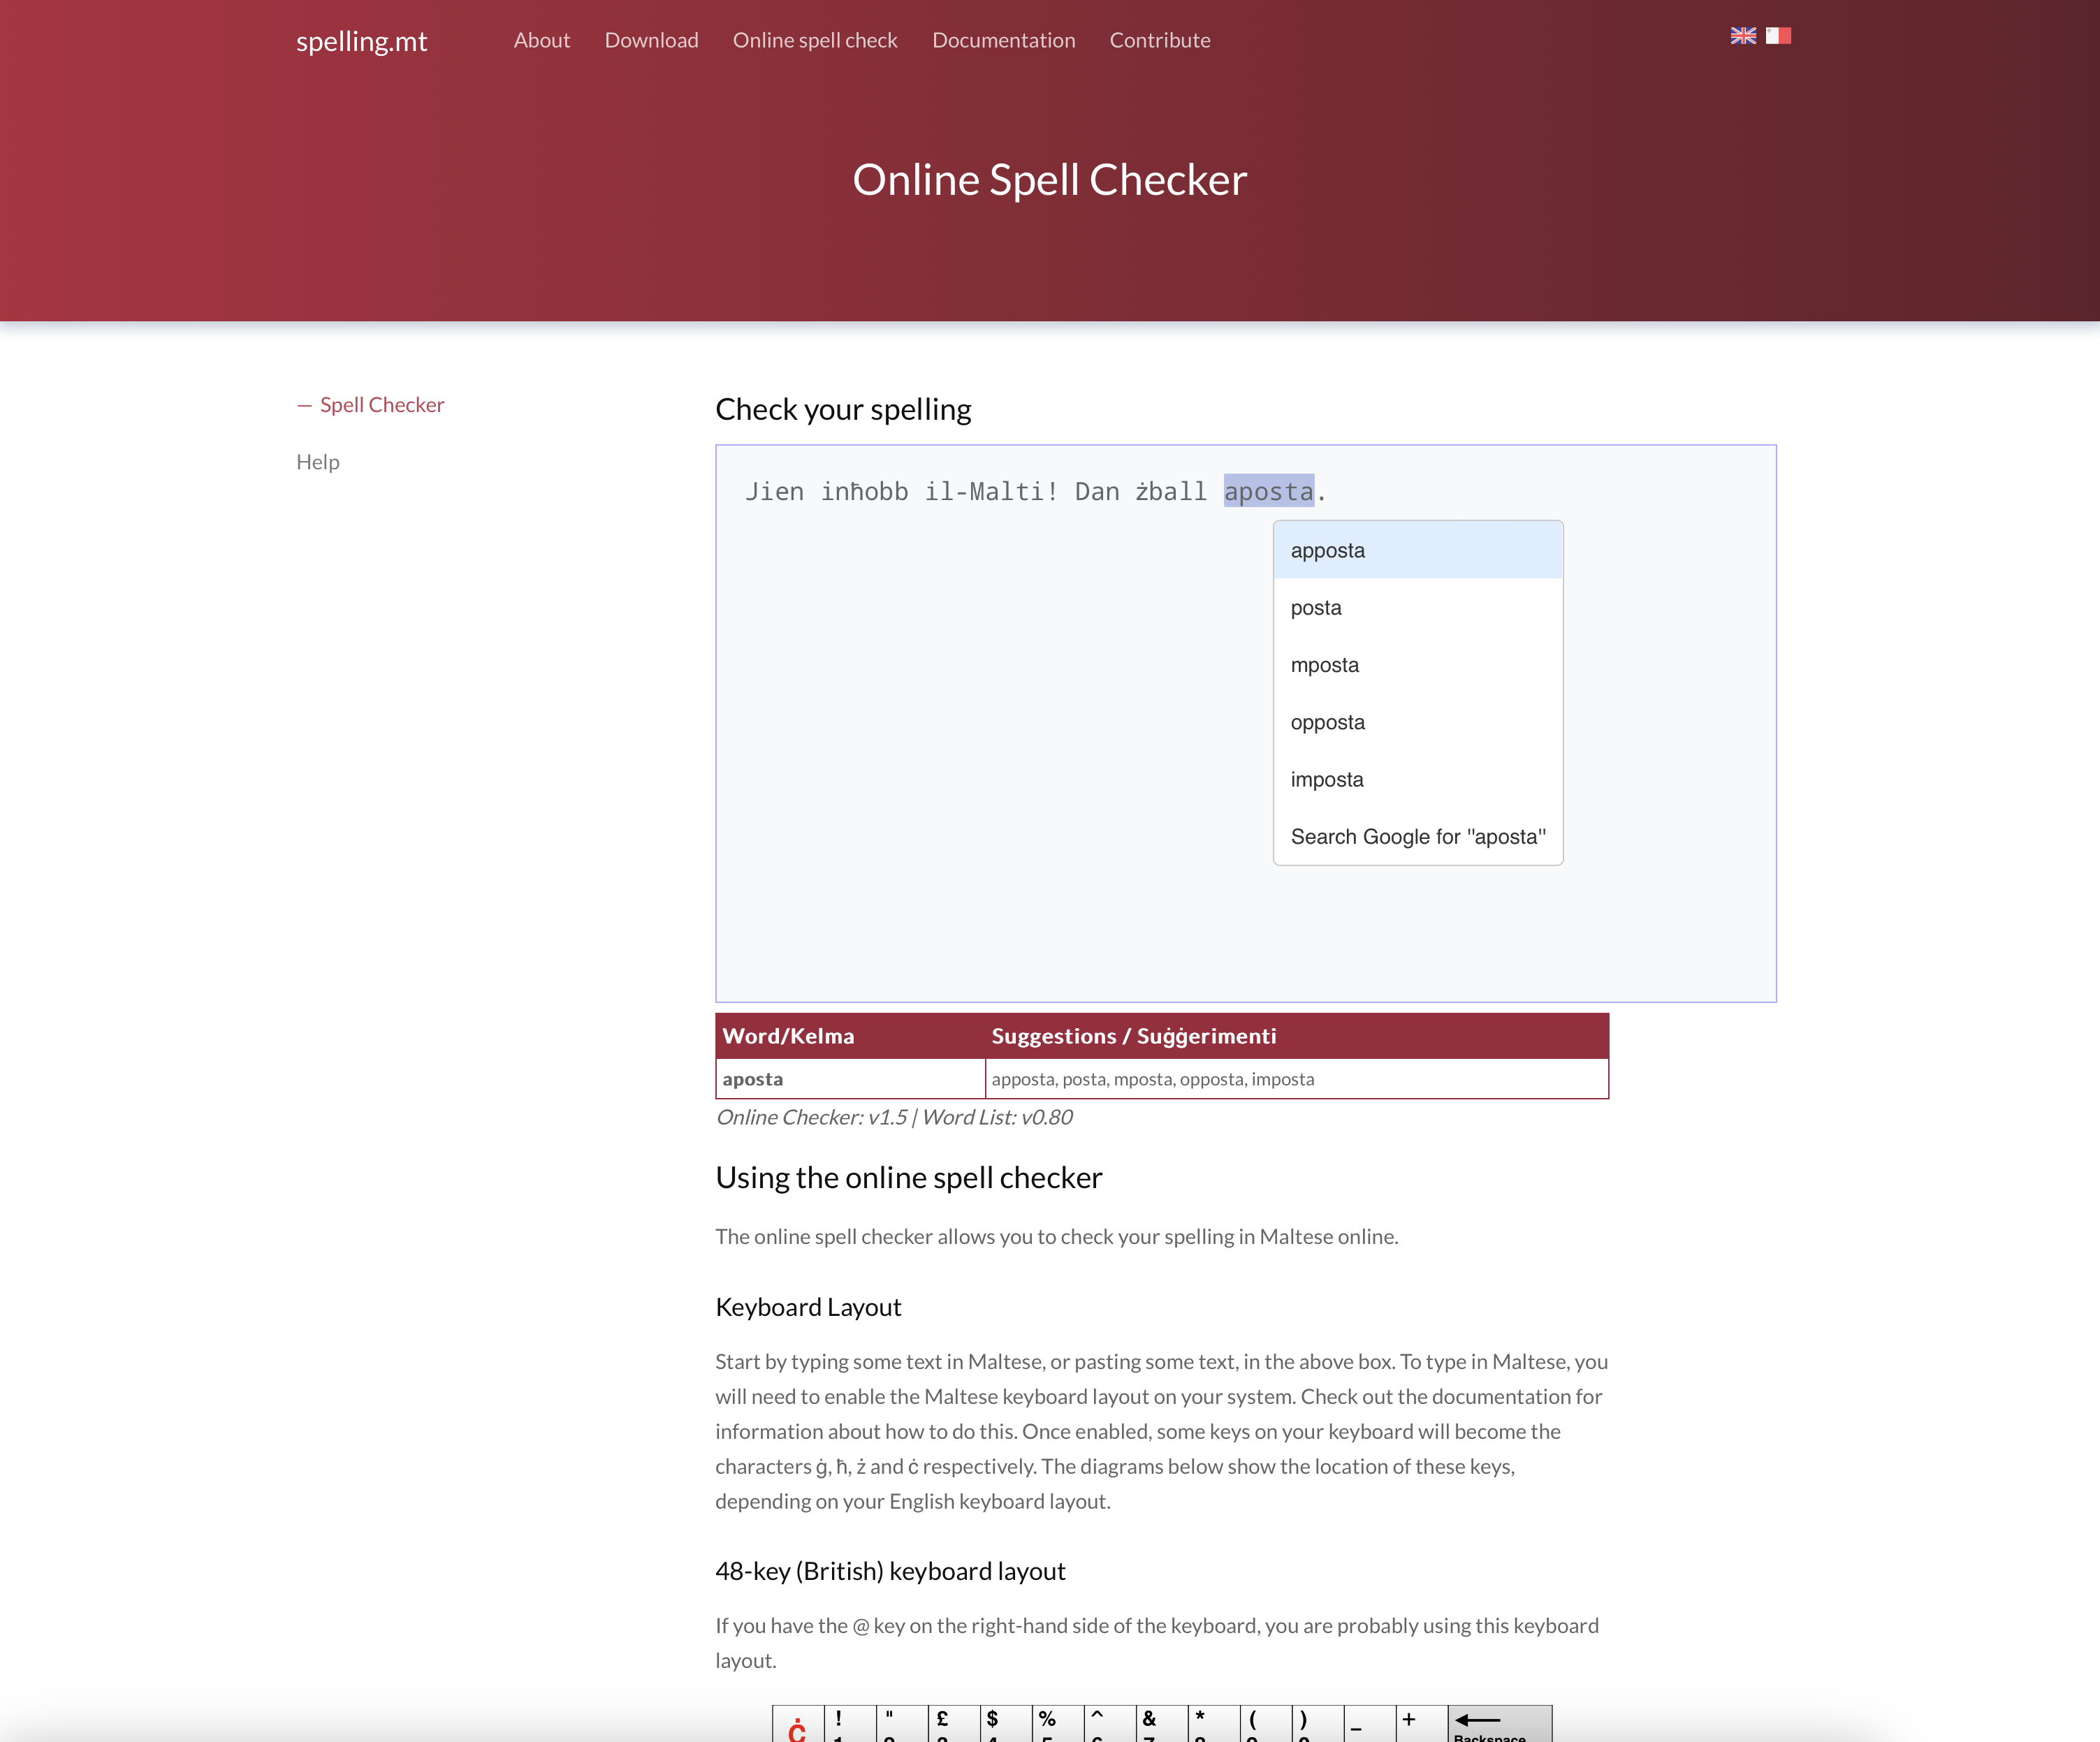 spelling.mt About Download Online spell check Documentation Contribute
Online Spell Checker
— Spell Checker
Help
Check your spelling
Jien inħobb il-Malti! Dan żball aposta.
apposta
posta
mposta
opposta
imposta
Search Google for "aposta"
Word/Kelma Suggestions / Suġġerimenti
aposta apposta, posta, mposta, opposta, imposta
Online Checker: v1.5 | Word List: v0.80
Using the online spell checker
The online spell checker allows you to check your spelling in Maltese online.
Keyboard Layout
Start by typing some text in Maltese, or pasting some text, in the above box. To type in Maltese, you
will need to enable the Maltese keyboard layout on your system. Check out the documentation for
information about how to do this. Once enabled, some keys on your keyboard will become the
characters ġ, ħ, ż and ċ respectively. The diagrams below show the location of these keys,
depending on your English keyboard layout.
48-key (British) keyboard layout
If you have the @ key on the right-hand side of the keyboard, you are probably using this keyboard
layout.
Ċ ! " £ $ % ^ & * ( ) _ +
Backspace